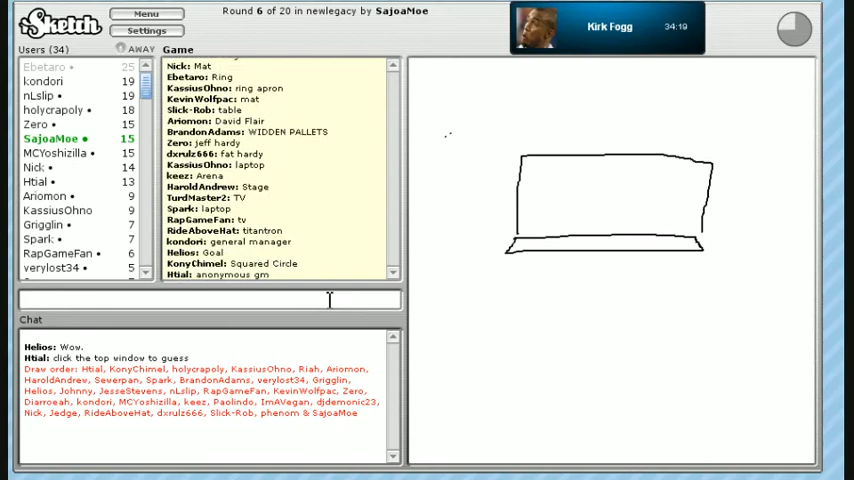 iSketch
Menu
Settings
Round 6 of 20 in newlegacy by SajoaMoe
Kirk Fogg
34:19
Users (34)
AWAY
Game
Ebetaro • 25
kondori 19
nLslip • 19
holycrapoly • 18
Zero • 15
SajoaMoe • 15
MCYoshizilla • 15
Nick • 14
Htial • 13
Ariomon • 9
KassiusOhno 9
Grigglin • 7
Spark • 7
RapGameFan • 6
verylost34 • 5
Nick: Mat
Ebetaro: Ring
KassiusOhno: ring apron
KevinWolfpac: mat
Slick-Rob: table
Ariomon: David Flair
BrandonAdams: WIDDEN PALLETS
Zero: jeff hardy
dxrulz666: fat hardy
KassiusOhno: laptop
keez: Arena
HaroldAndrew: Stage
TurdMaster2: TV
Spark: laptop
RapGameFan: tv
RideAboveHat: titantron
kondori: general manager
Helios: Goal
KonyChimel: Squared Circle
Htial: anonymous gm
Chat
Helios: Wow.
Htial: click the top window to guess
Draw order: Htial, KonyChimel, holycrapoly, KassiusOhno, Riah, Ariomon,
HaroldAndrew, Sewerpan, Spark, BrandonAdams, verylost34, Grigglin,
Helios, Johnny, JesseStevens, nLslip, RapGameFan, KevinWolfpac, Zero,
Diarroeah, kondori, MCYoshizilla, keez, Paolindo, ImAVegan, djdemonic23,
Nick, Jedge, RideAboveHat, dxrulz666, Slick-Rob, phenom & SajoaMoe